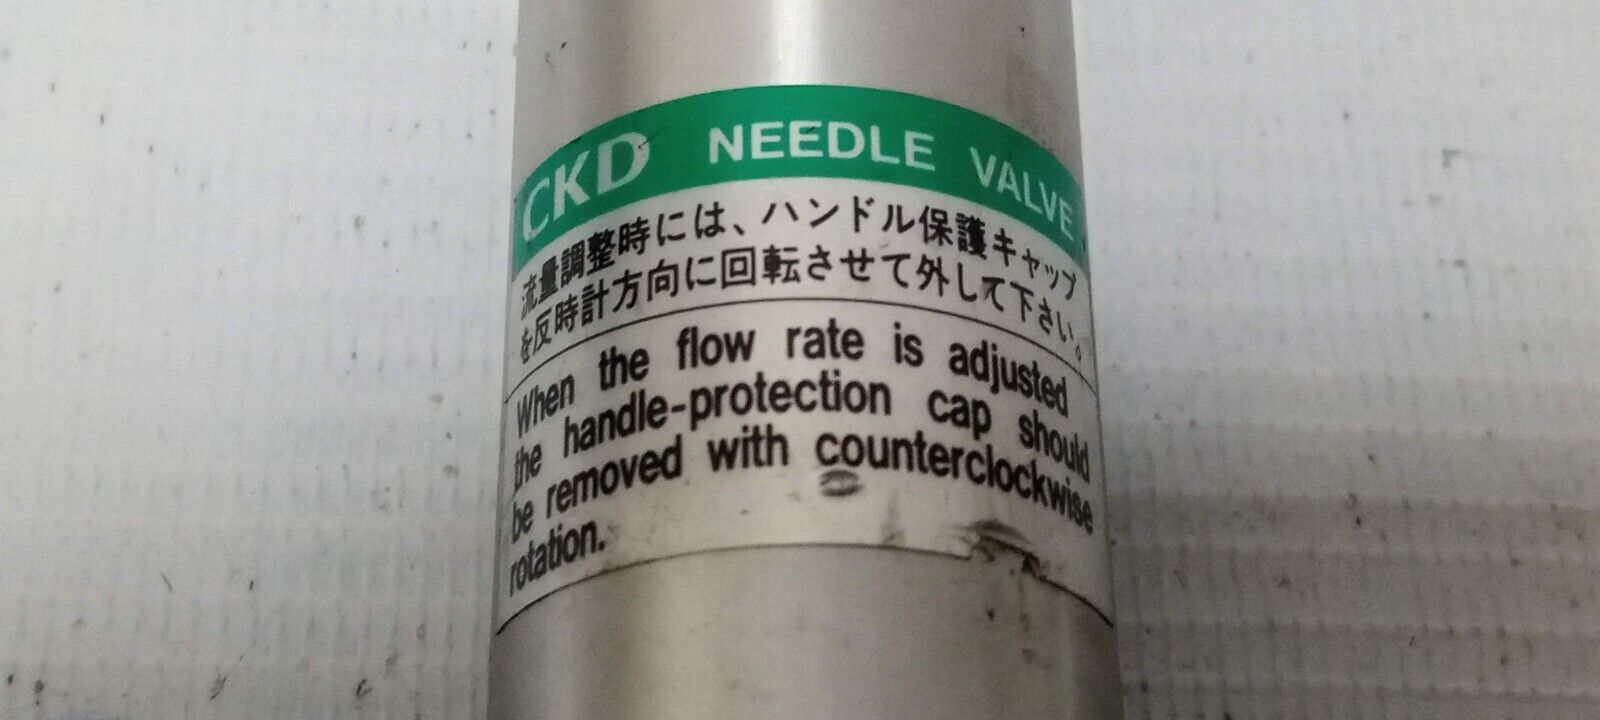 CKD NEEDLE VALVE
流量調整時には、ハンドル保護キャップ
を反時計方向に回転させて外して下さい。
When the flow rate is adjusted
the handle-protection cap should
be removed with counterclockwise
rotation.